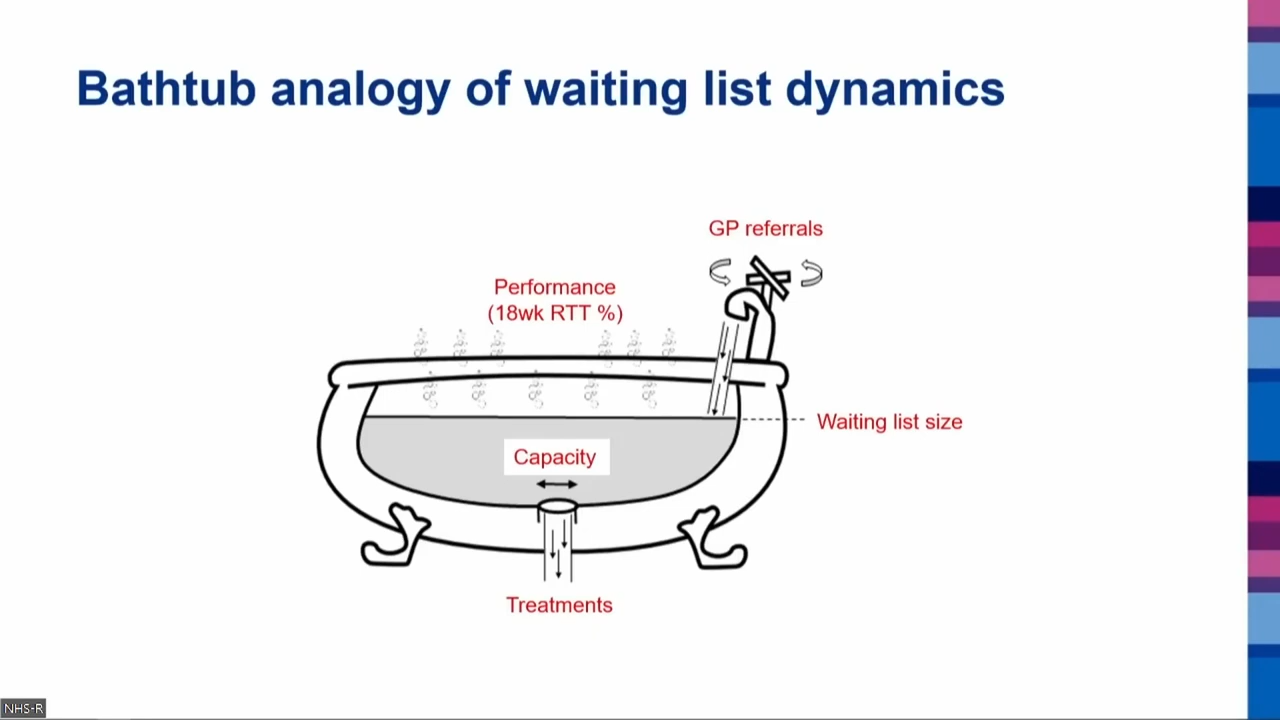 Bathtub analogy of waiting list dynamics
GP referrals
Performance
(18wk RTT %)
Waiting list size
Capacity
Treatments
NHS-R